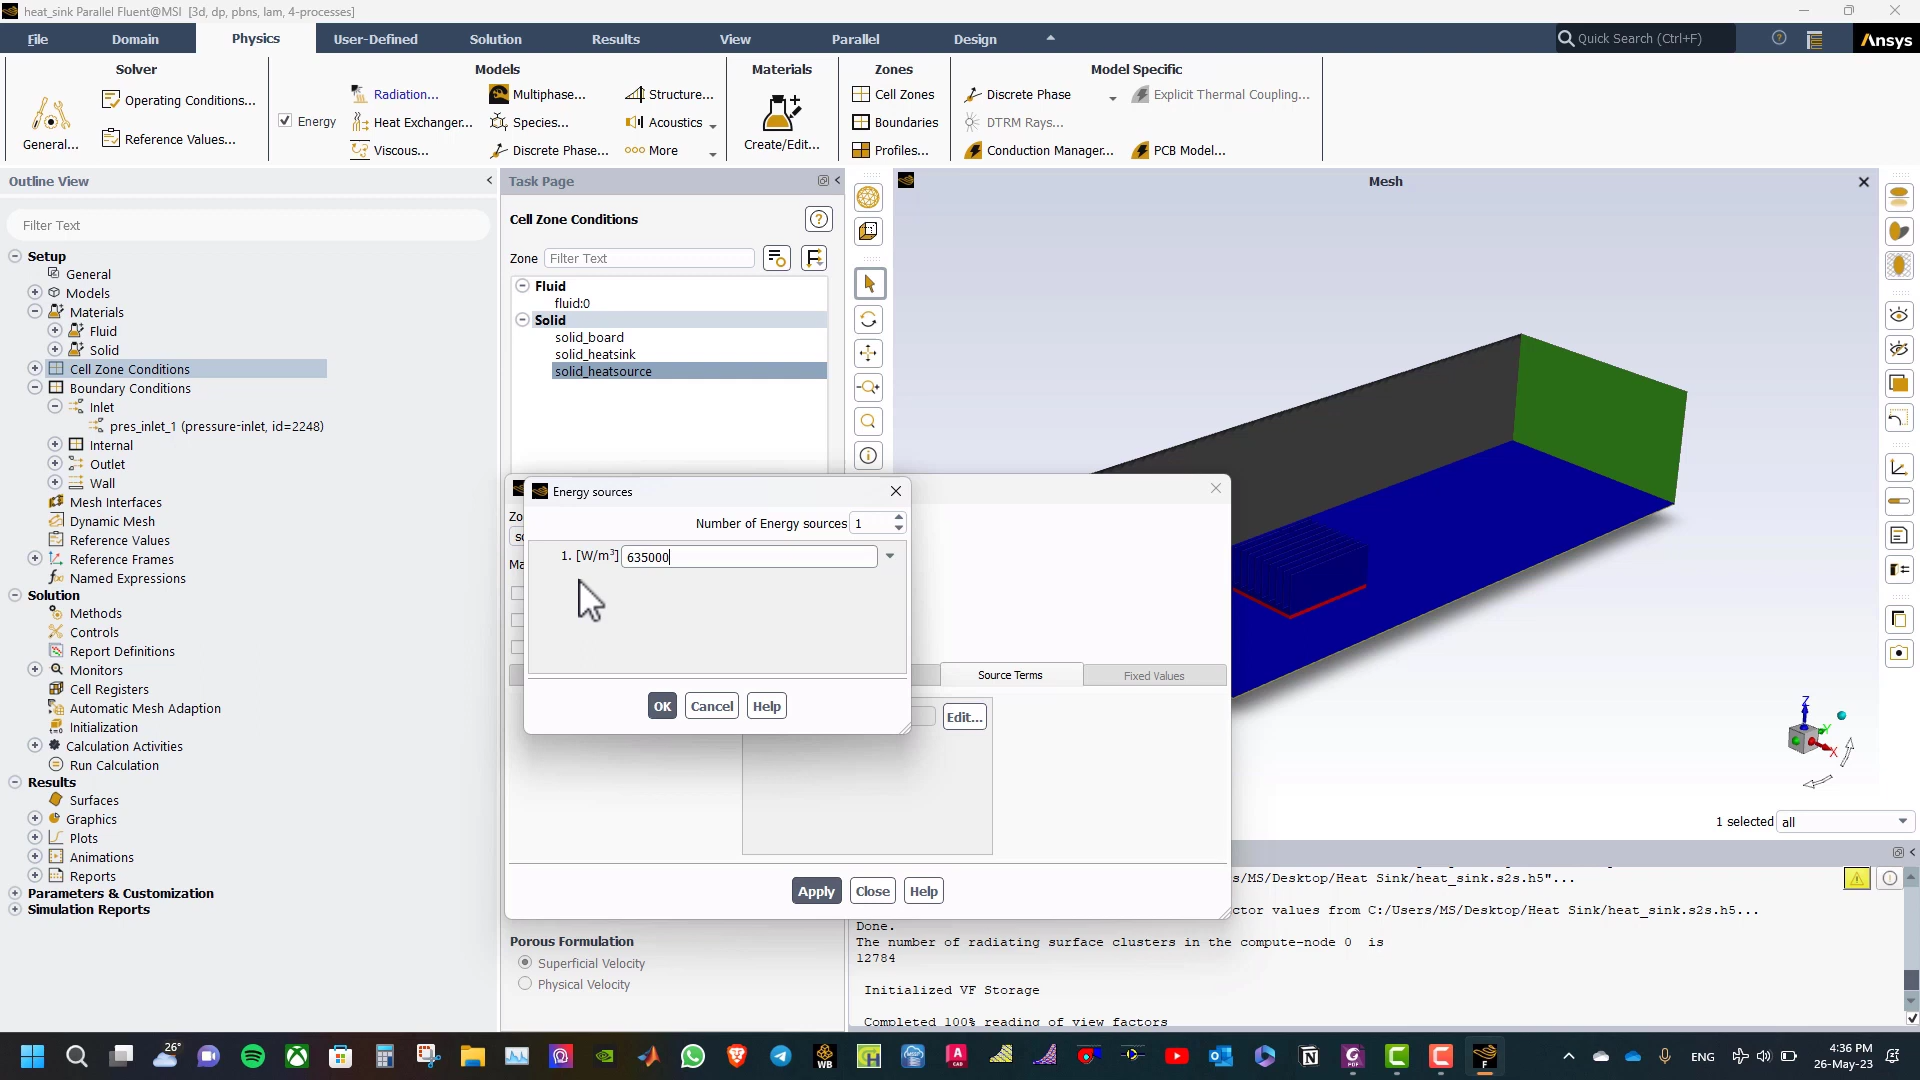 heat_sink Parallel Fluent@MSI [3d, dp, pbns, lam, 4-processes]
File Domain Physics User-Defined Solution Results View Parallel Design Quick Search (Ctrl+F) Ansys
Solver Models Materials Zones Model Specific
General... Operating Conditions... Reference Values...
Energy Radiation... Multiphase... Structure...
Heat Exchanger... Species... Acoustics
Viscous... Discrete Phase... More
Create/Edit...
Cell Zones
Boundaries
Profiles...
Discrete Phase Explicit Thermal Coupling...
DTRM Rays...
Conduction Manager... PCB Model...
Outline View
Filter Text
Setup
General
Models
Materials
Fluid
Solid
Cell Zone Conditions
Boundary Conditions
Inlet
pres_inlet_1 (pressure-inlet, id=2248)
Internal
Outlet
Wall
Mesh Interfaces
Dynamic Mesh
Reference Values
Reference Frames
Named Expressions
Solution
Methods
Controls
Report Definitions
Monitors
Cell Registers
Automatic Mesh Adaption
Initialization
Calculation Activities
Run Calculation
Results
Surfaces
Graphics
Plots
Animations
Reports
Parameters & Customization
Simulation Reports
Task Page
Cell Zone Conditions
Zone Filter Text
Fluid
fluid:0
Solid
solid_board
solid_heatsink
solid_heatsource
Energy sources
Number of Energy sources 1
1. [W/m³] 635000
OK Cancel Help
Source Terms Fixed Values
Edit...
Apply Close Help
Porous Formulation
Superficial Velocity
Physical Velocity
Mesh
Z
Y
X
1 selected all
s/MS/Desktop/Heat Sink/heat_sink.s2s.h5"...
ctor values from C:/Users/MS/Desktop/Heat Sink/heat_sink.s2s.h5...
Done.
The number of radiating surface clusters in the compute-node 0 is
12784
Initialized VF Storage
Completed 100% reading of view factors
26°
WB
ENG
4:36 PM
26-May-23